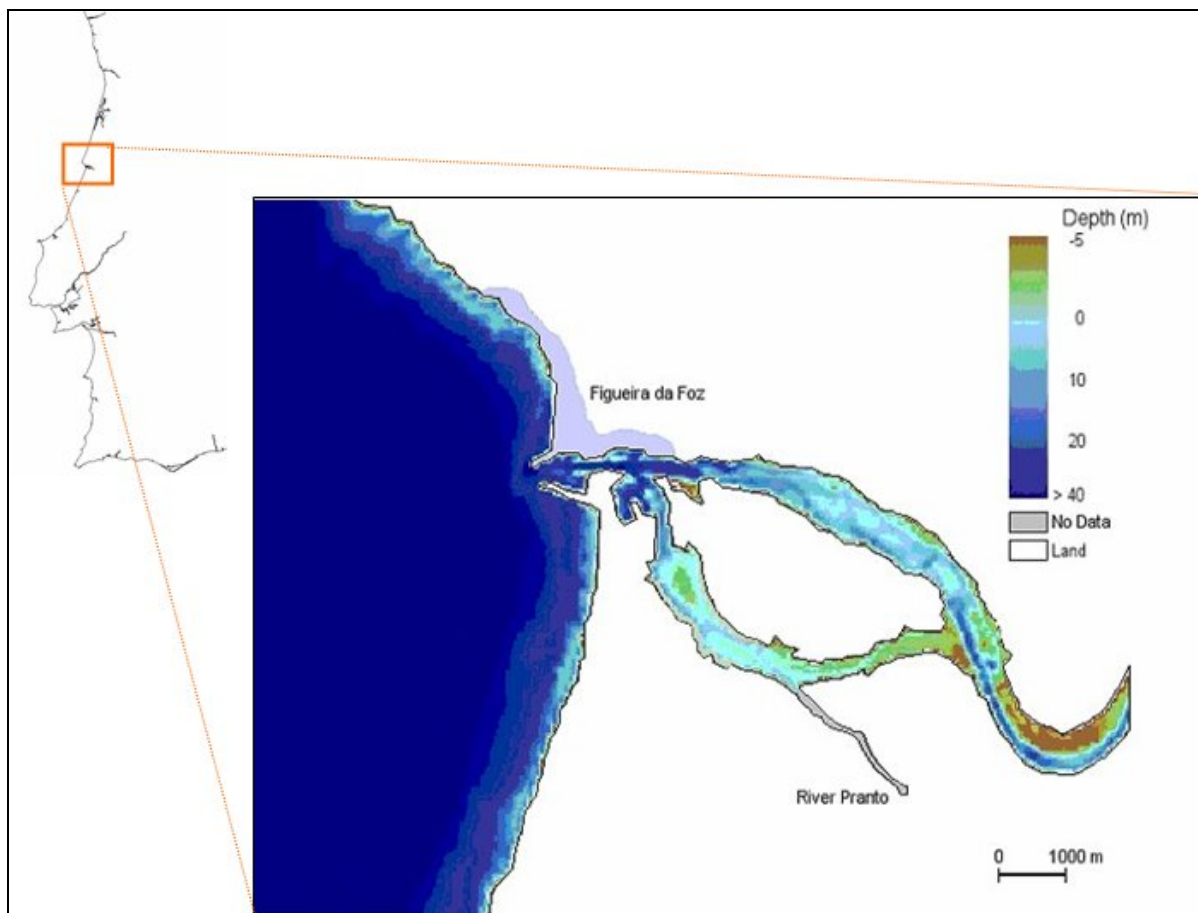 Depth (m)
-5
0
10
20
> 40
No Data
Land
Figueira da Foz
River Pranto
0 1000 m